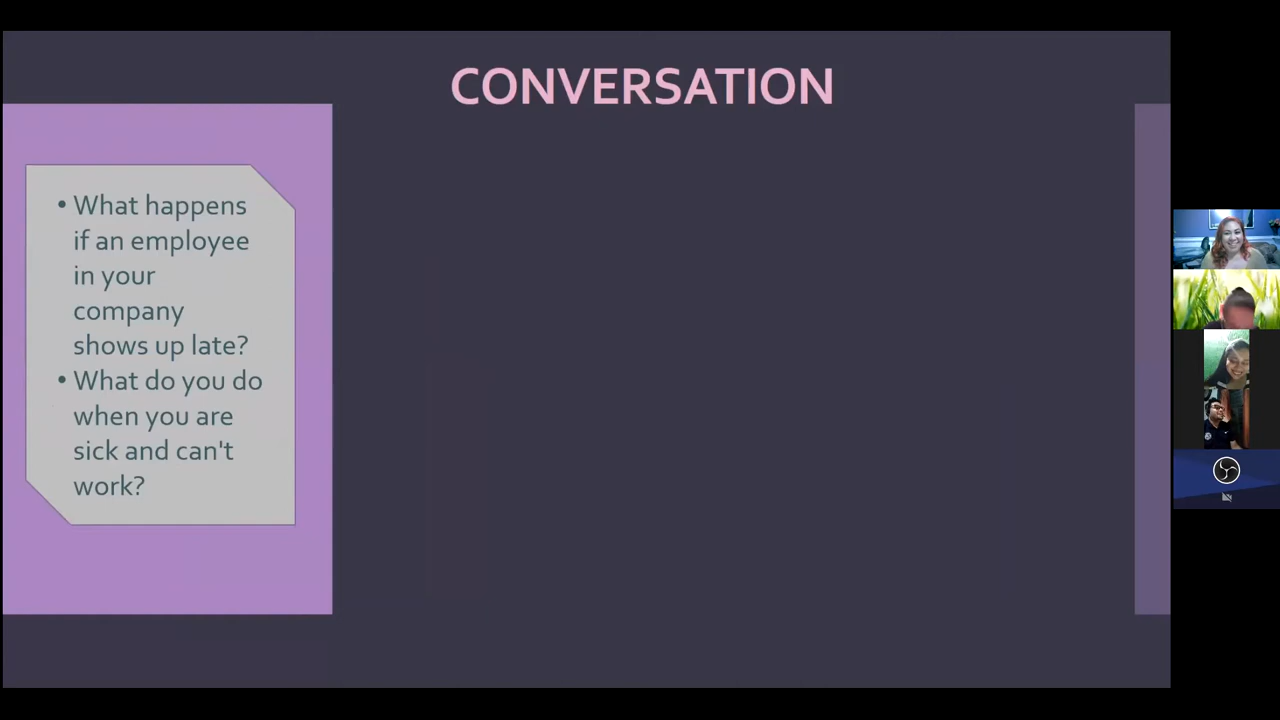 CONVERSATION
• What happens
if an employee
in your
company
shows up late?
• What do you do
when you are
sick and can't
work?